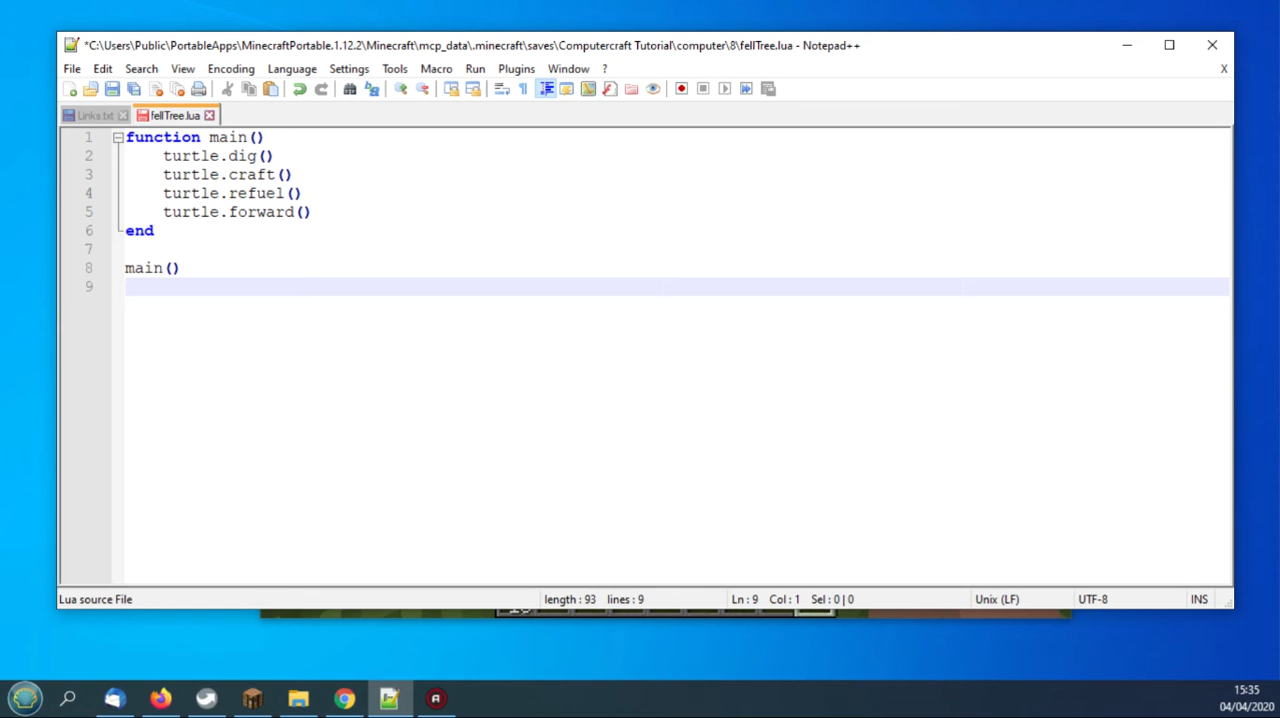 *C:\Users\Public\PortableApps\MinecraftPortable.1.12.2\Minecraft\mcp_data\.minecraft\saves\Computercraft Tutorial\computer\8\fellTree.lua - Notepad++
File Edit Search View Encoding Language Settings Tools Macro Run Plugins Window ? X
Links.txt fellTree.lua
1 function main()
2 turtle.dig()
3 turtle.craft()
4 turtle.refuel()
5 turtle.forward()
6 end
7
8 main()
9
Lua source File length : 93 lines : 9 Ln : 9 Col : 1 Sel : 0 | 0 Unix (LF) UTF-8 INS
15:35
04/04/2020